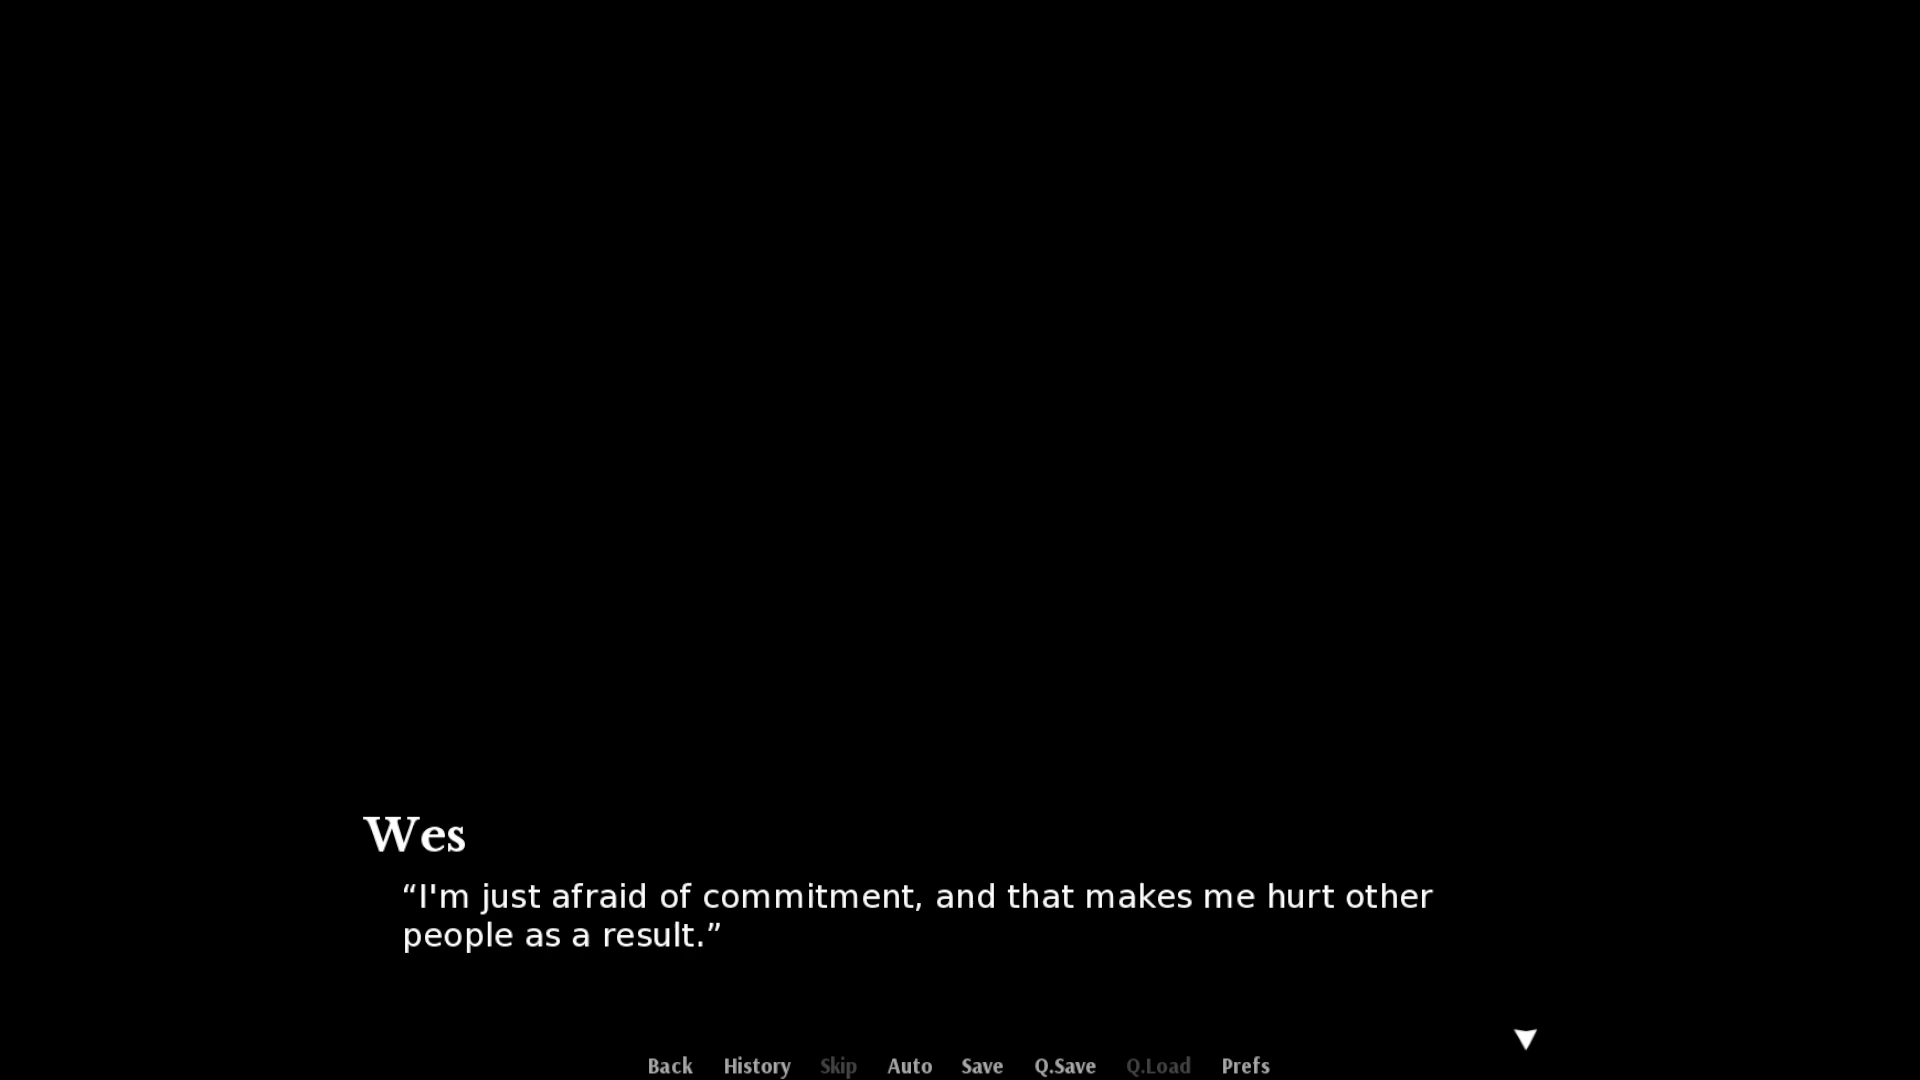 Wes
“I'm just afraid of commitment, and that makes me hurt other
people as a result.”
Back History Skip Auto Save Q.Save Q.Load Prefs